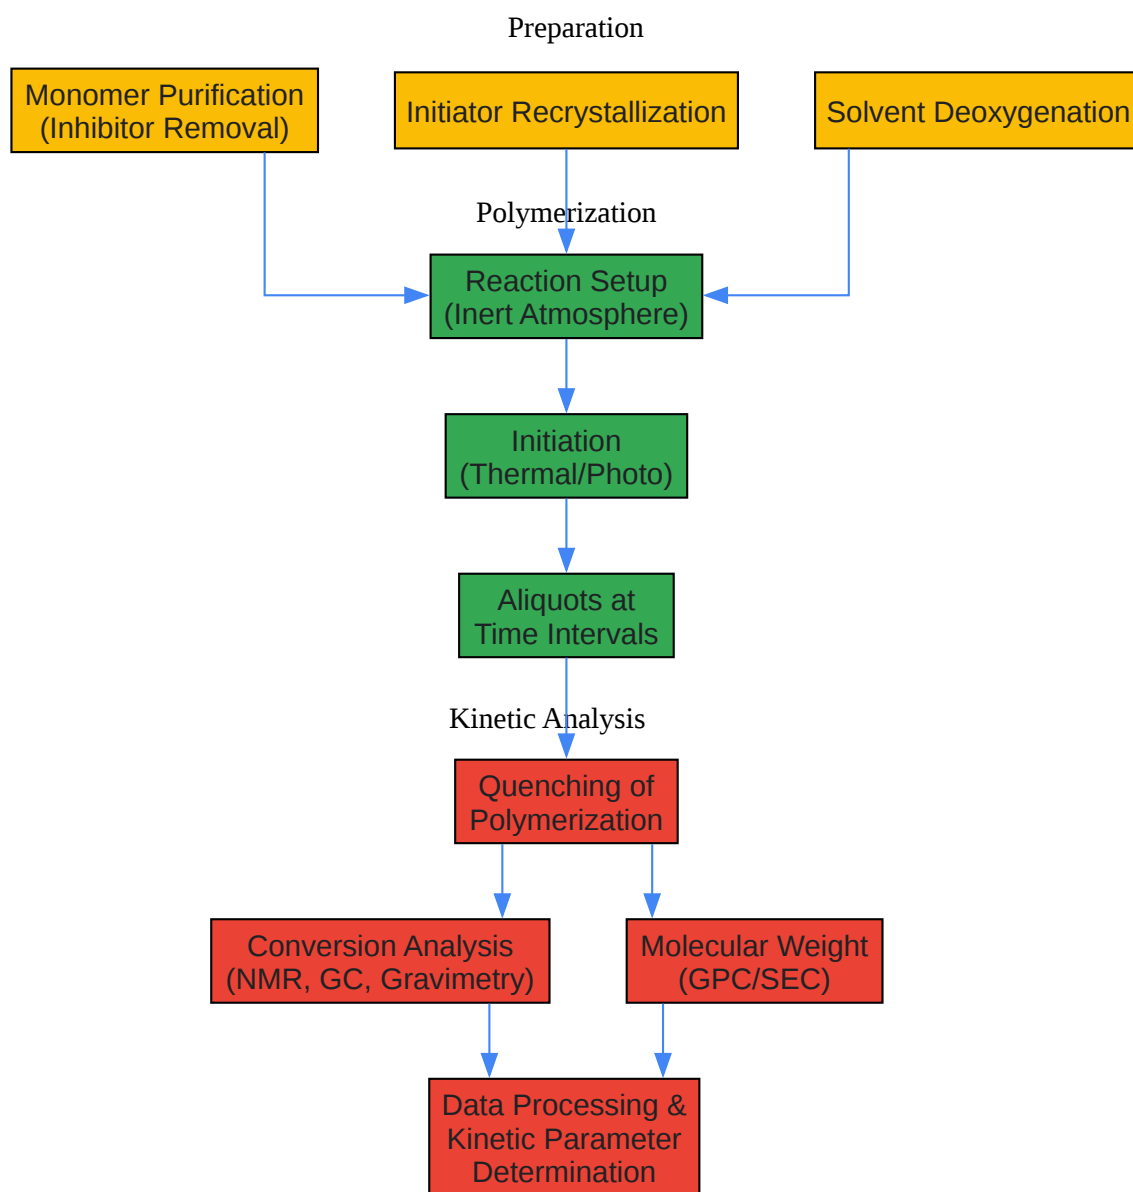 Preparation
Monomer Purification
(Inhibitor Removal)
Initiator Recrystallization
Solvent Deoxygenation
Polymerization
Reaction Setup
(Inert Atmosphere)
Initiation
(Thermal/Photo)
Aliquots at
Time Intervals
Kinetic Analysis
Quenching of
Polymerization
Conversion Analysis
(NMR, GC, Gravimetry)
Molecular Weight
(GPC/SEC)
Data Processing &
Kinetic Parameter
Determination